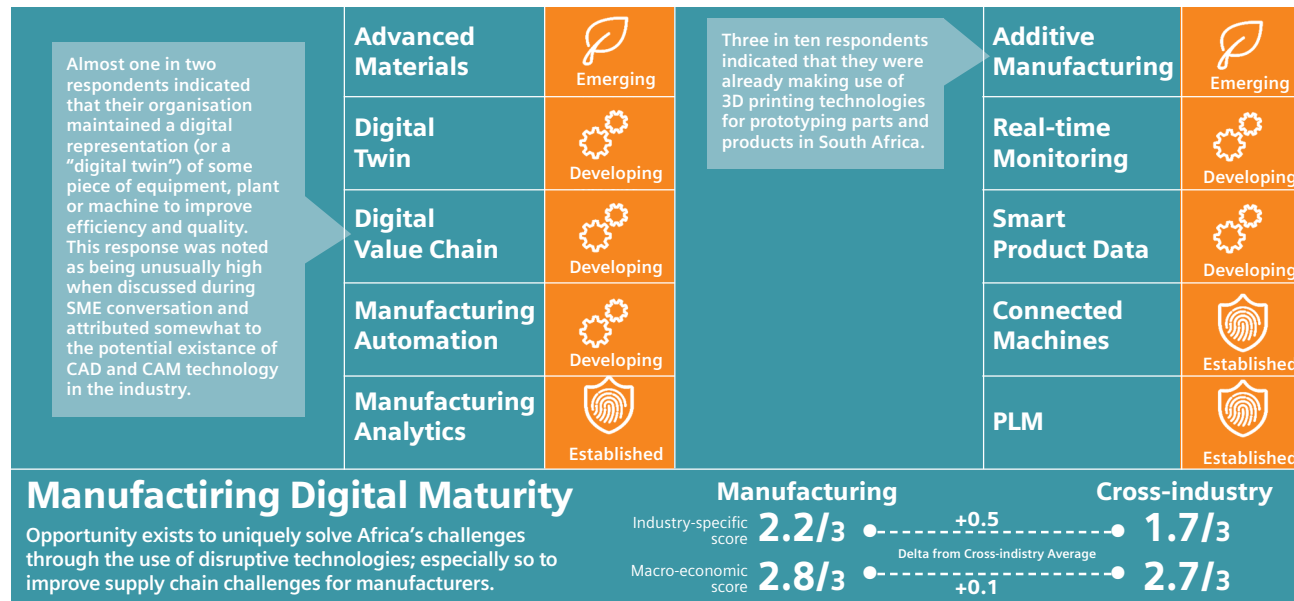 Almost one in two
respondents indicated
that their organisation
maintained a digital
representation (or a
“digital twin”) of some
piece of equipment, plant
or machine to improve
efficiency and quality.
This response was noted
as being unusually high
when discussed during
SME conversation and
attributed somewhat to
the potential existance of
CAD and CAM technology
in the industry.
Advanced
Materials
Emerging
Digital
Twin
Developing
Digital
Value Chain
Developing
Manufacturing
Automation
Developing
Manufacturing
Analytics
Established
Three in ten respondents
indicated that they were
already making use of
3D printing technologies
for prototyping parts and
products in South Africa.
Additive
Manufacturing
Emerging
Real-time
Monitoring
Developing
Smart
Product Data
Developing
Connected
Machines
Established
PLM
Established
Manufactiring Digital Maturity
Opportunity exists to uniquely solve Africa’s challenges
through the use of disruptive technologies; especially so to
improve supply chain challenges for manufacturers.
Manufacturing
Cross-industry
Industry-specific
score
2.2/3
+0.5
1.7/3
Delta from Cross-indistry Average
Macro-economic
score
2.8/3
+0.1
2.7/3